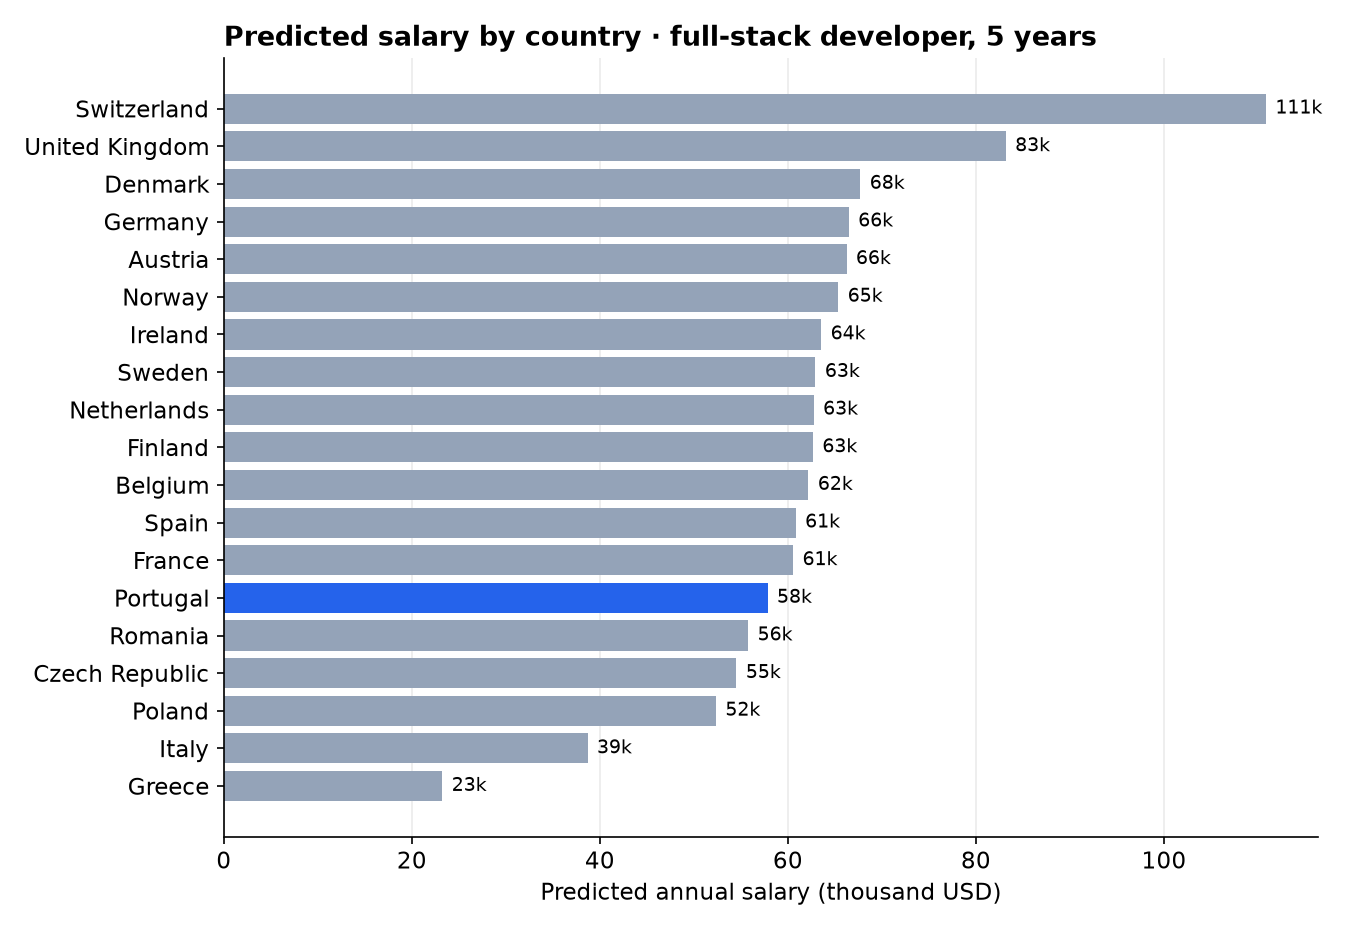 Predicted salary by country · full-stack developer, 5 years
Switzerland 111k
United Kingdom 83k
Denmark 68k
Germany 66k
Austria 66k
Norway 65k
Ireland 64k
Sweden 63k
Netherlands 63k
Finland 63k
Belgium 62k
Spain 61k
France 61k
Portugal 58k
Romania 56k
Czech Republic 55k
Poland 52k
Italy 39k
Greece 23k
0 20 40 60 80 100
Predicted annual salary (thousand USD)